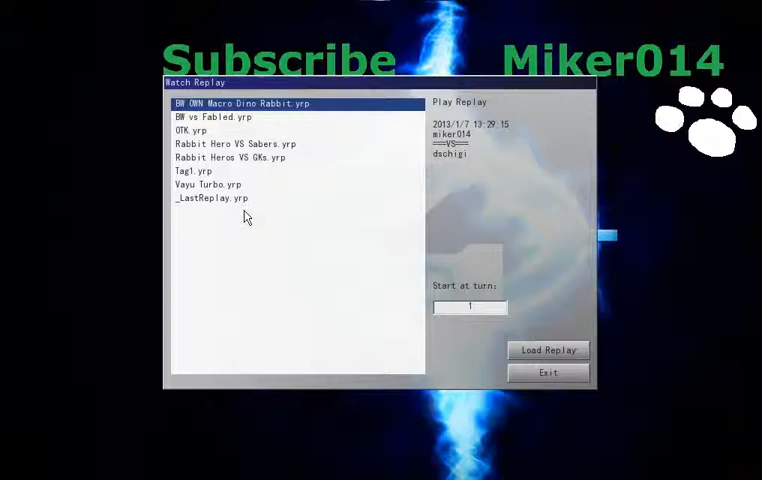 Subscribe Miker014
Watch Replay
BW OWN Macro Dino Rabbit.yrp
BW vs Fabled.yrp
OTK.yrp
Rabbit Hero VS Sabers.yrp
Rabbit Heros VS GKs.yrp
Tag1.yrp
Vayu Turbo.yrp
_LastReplay.yrp
Play Replay
2013/1/7 13:29:15
miker014
===VS===
dschigi
Start at turn:
1
Load Replay
Exit